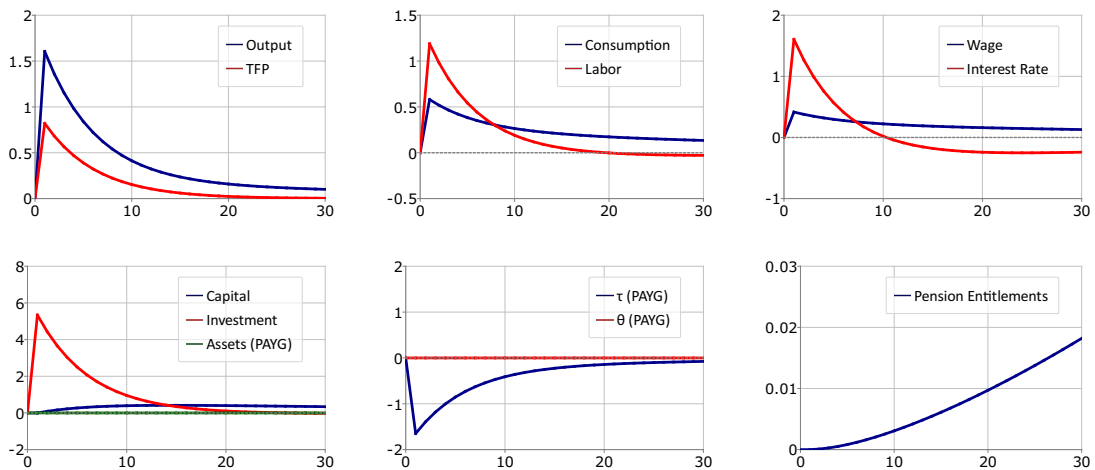 2
1.5
1
0.5
0
0 10 20 30
Output
TFP
1.5
1
0.5
0
-0.5
0 10 20 30
Consumption
Labor
2
1
0
-1
0 10 20 30
Wage
Interest Rate
8
6
4
2
0
-2
0 10 20 30
Capital
Investment
Assets (PAYG)
2
1
0
-1
-2
0 10 20 30
τ (PAYG)
θ (PAYG)
0.03
0.02
0.01
0
0 10 20 30
Pension Entitlements